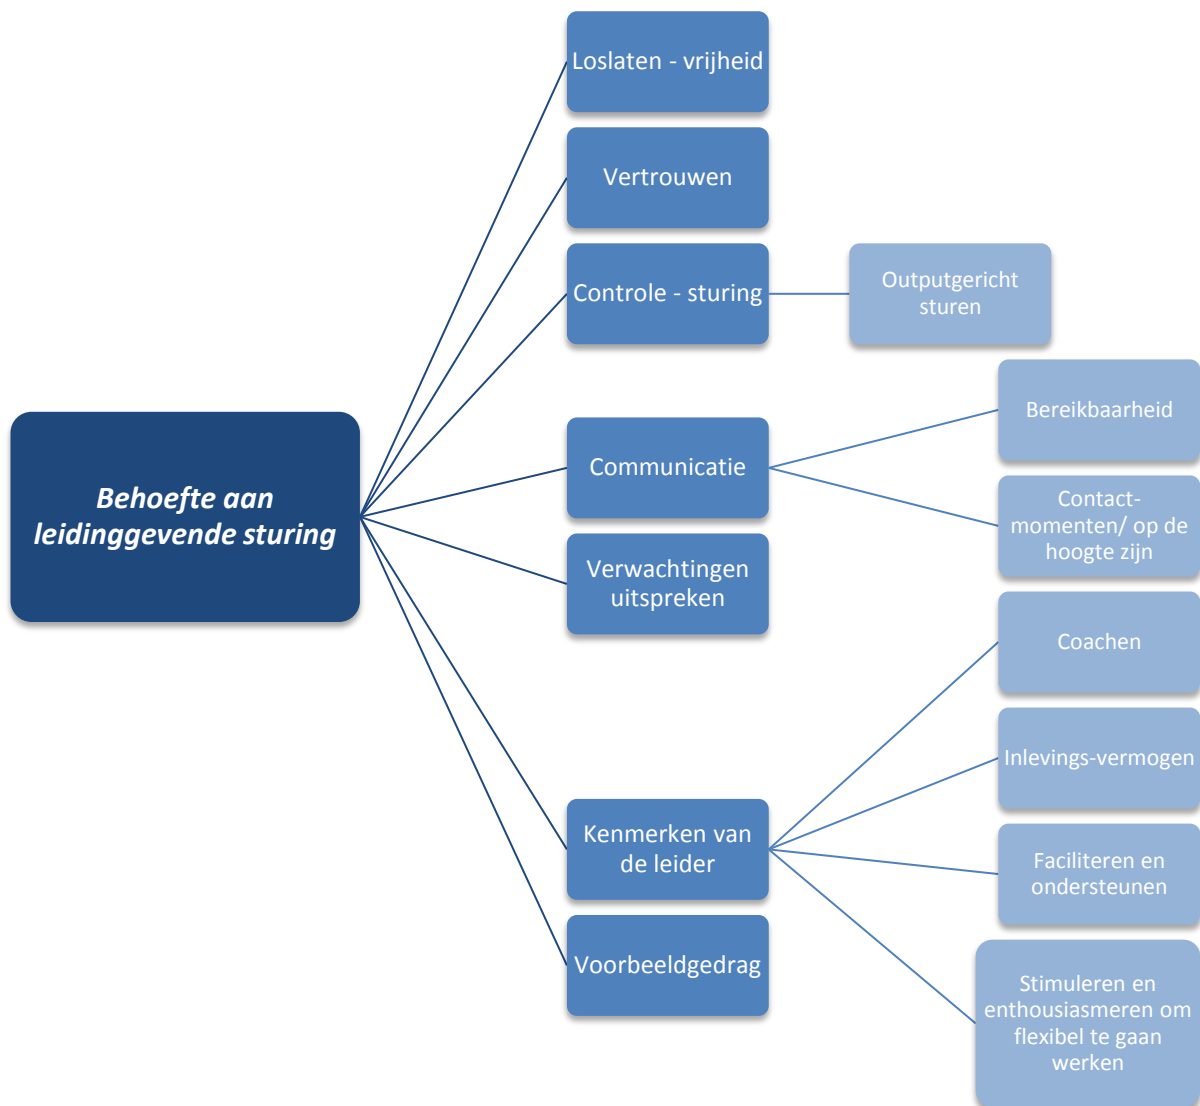 Loslaten - vrijheid
Vertrouwen
Controle - sturing
Outputgericht
sturen
Bereikbaarheid
Behoefte aan
leidinggevende sturing
Communicatie
Contact-
momenten/ op de
hoogte zijn
Verwachtingen
uitspreken
Coachen
Inlevings-vermogen
Kenmerken van
de leider
Faciliteren en
ondersteunen
Voorbeeldgedrag
Stimuleren en
enthousiasmeren om
flexibel te gaan
werken